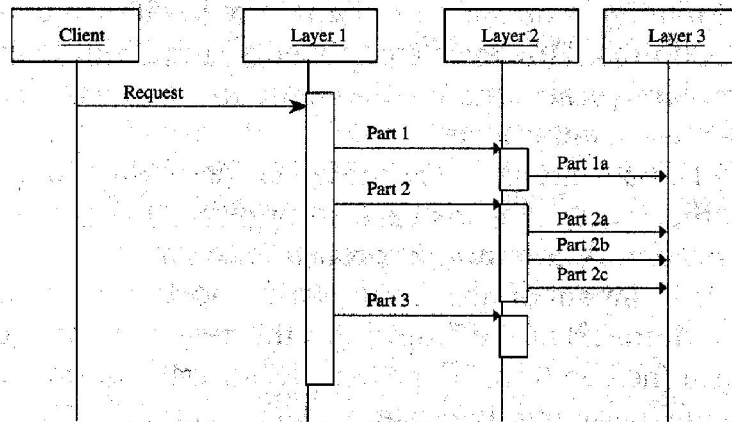 Client
Layer 1
Layer 2
Layer 3
Request
Part 1
Part 1a
Part 2
Part 2a
Part 2b
Part 2c
Part 3